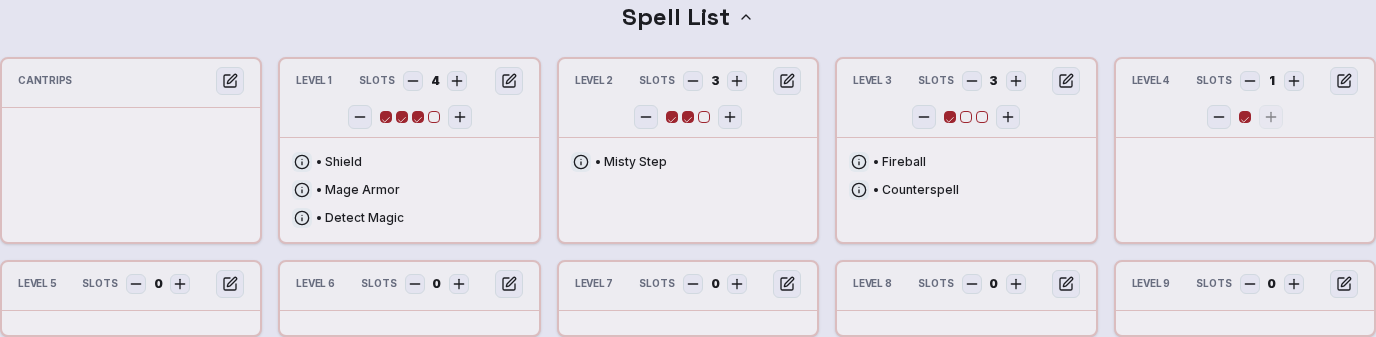 Spell List
CANTRIPS
LEVEL 1 SLOTS 4
• Shield
• Mage Armor
• Detect Magic
LEVEL 2 SLOTS 3
• Misty Step
LEVEL 3 SLOTS 3
• Fireball
• Counterspell
LEVEL 4 SLOTS 1
LEVEL 5 SLOTS 0
LEVEL 6 SLOTS 0
LEVEL 7 SLOTS 0
LEVEL 8 SLOTS 0
LEVEL 9 SLOTS 0